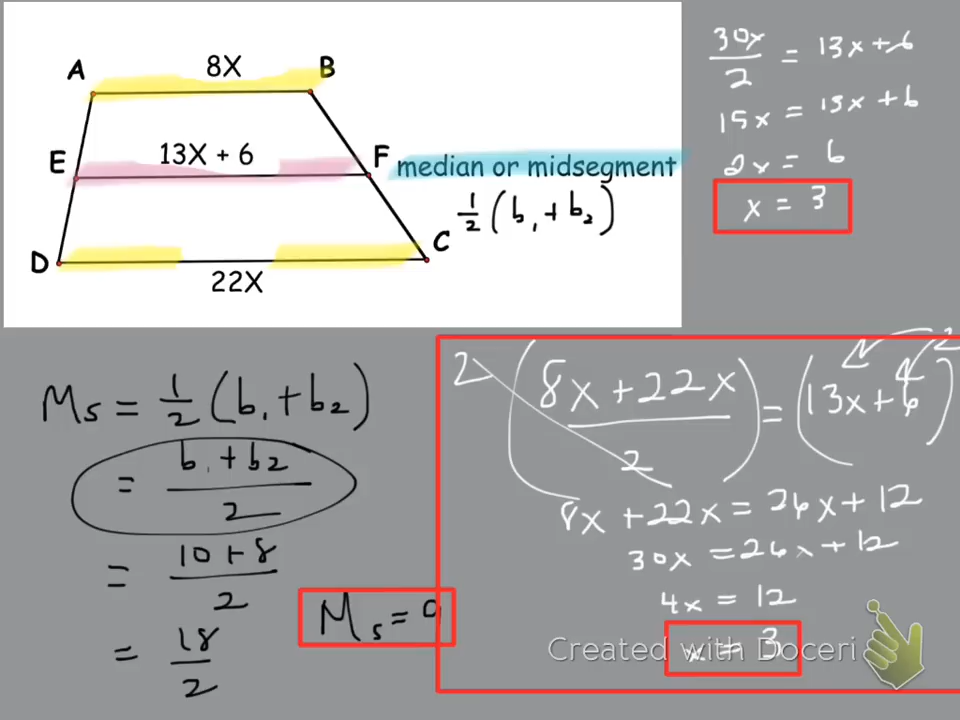 A 8X B
E 13X + 6 F median or midsegment
1/2 (b₁ + b₂)
D 22X C
30x/2 = 13x + 6
15x = 13x + 6
2x = 6
x = 3
Ms = 1/2 (b₁ + b₂)
= b₁ + b₂ / 2
= 10 + 8 / 2
= 18 / 2
Ms = 9
2 (8x + 22x / 2) = (13x + 6) 2
8x + 22x = 26x + 12
30x = 26x + 12
4x = 12
x = 3
Created with Doceri